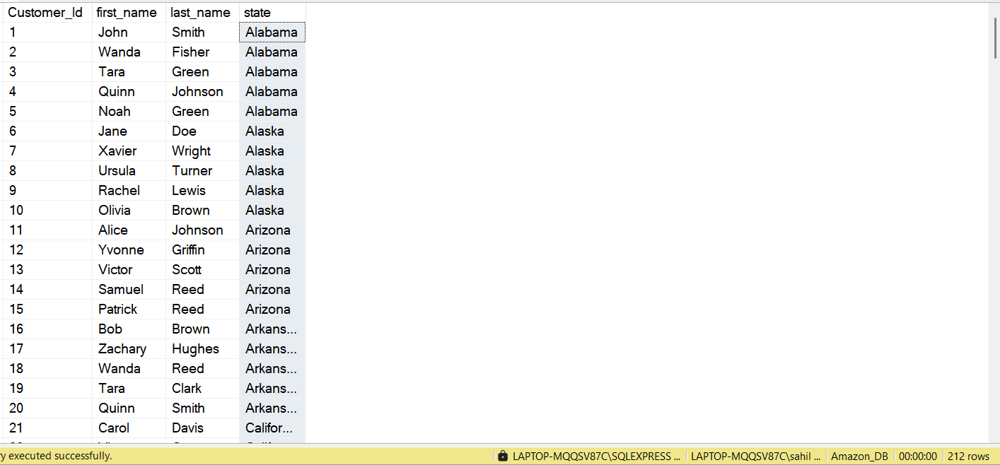 Customer_Id first_name last_name state
1 John Smith Alabama
2 Wanda Fisher Alabama
3 Tara Green Alabama
4 Quinn Johnson Alabama
5 Noah Green Alabama
6 Jane Doe Alaska
7 Xavier Wright Alaska
8 Ursula Turner Alaska
9 Rachel Lewis Alaska
10 Olivia Brown Alaska
11 Alice Johnson Arizona
12 Yvonne Griffin Arizona
13 Victor Scott Arizona
14 Samuel Reed Arizona
15 Patrick Reed Arizona
16 Bob Brown Arkans...
17 Zachary Hughes Arkans...
18 Wanda Reed Arkans...
19 Tara Clark Arkans...
20 Quinn Smith Arkans...
21 Carol Davis Califor...
y executed successfully. LAPTOP-MQQSV87C\SQLEXPRESS ... LAPTOP-MQQSV87C\sahil ... Amazon_DB 00:00:00 212 rows